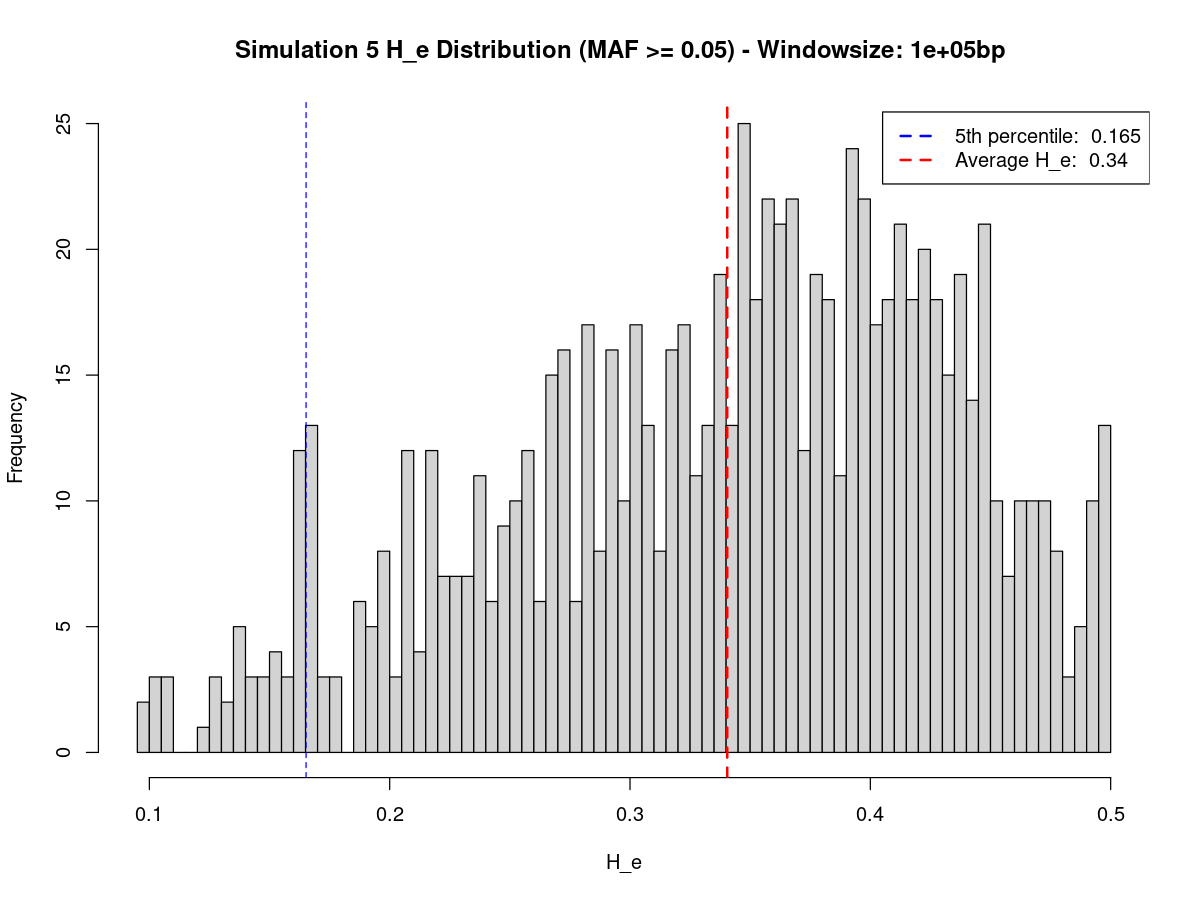 Simulation 5 H_e Distribution (MAF >= 0.05) - Windowsize: 1e+05bp
5th percentile:  0.165
Average H_e:  0.34
Frequency
25
20
15
10
5
0
0.1 0.2 0.3 0.4 0.5
H_e